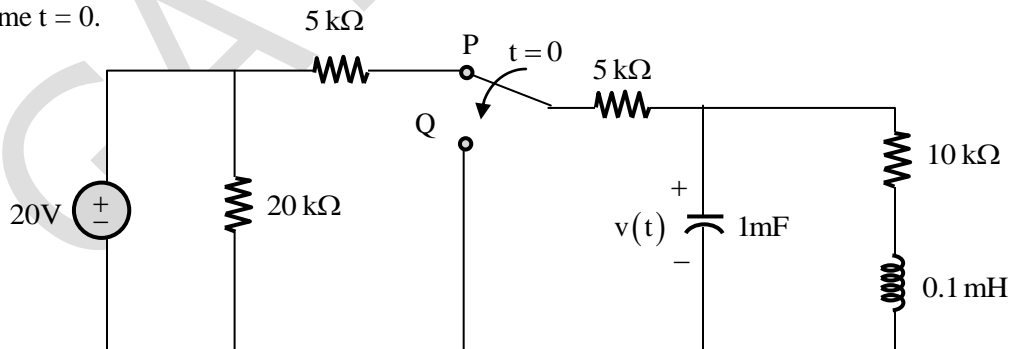 me t = 0.
5 kΩ
P
t = 0
5 kΩ
Q
10 kΩ
20V
+
−
20 kΩ
+
v(t)
−
1mF
0.1 mH